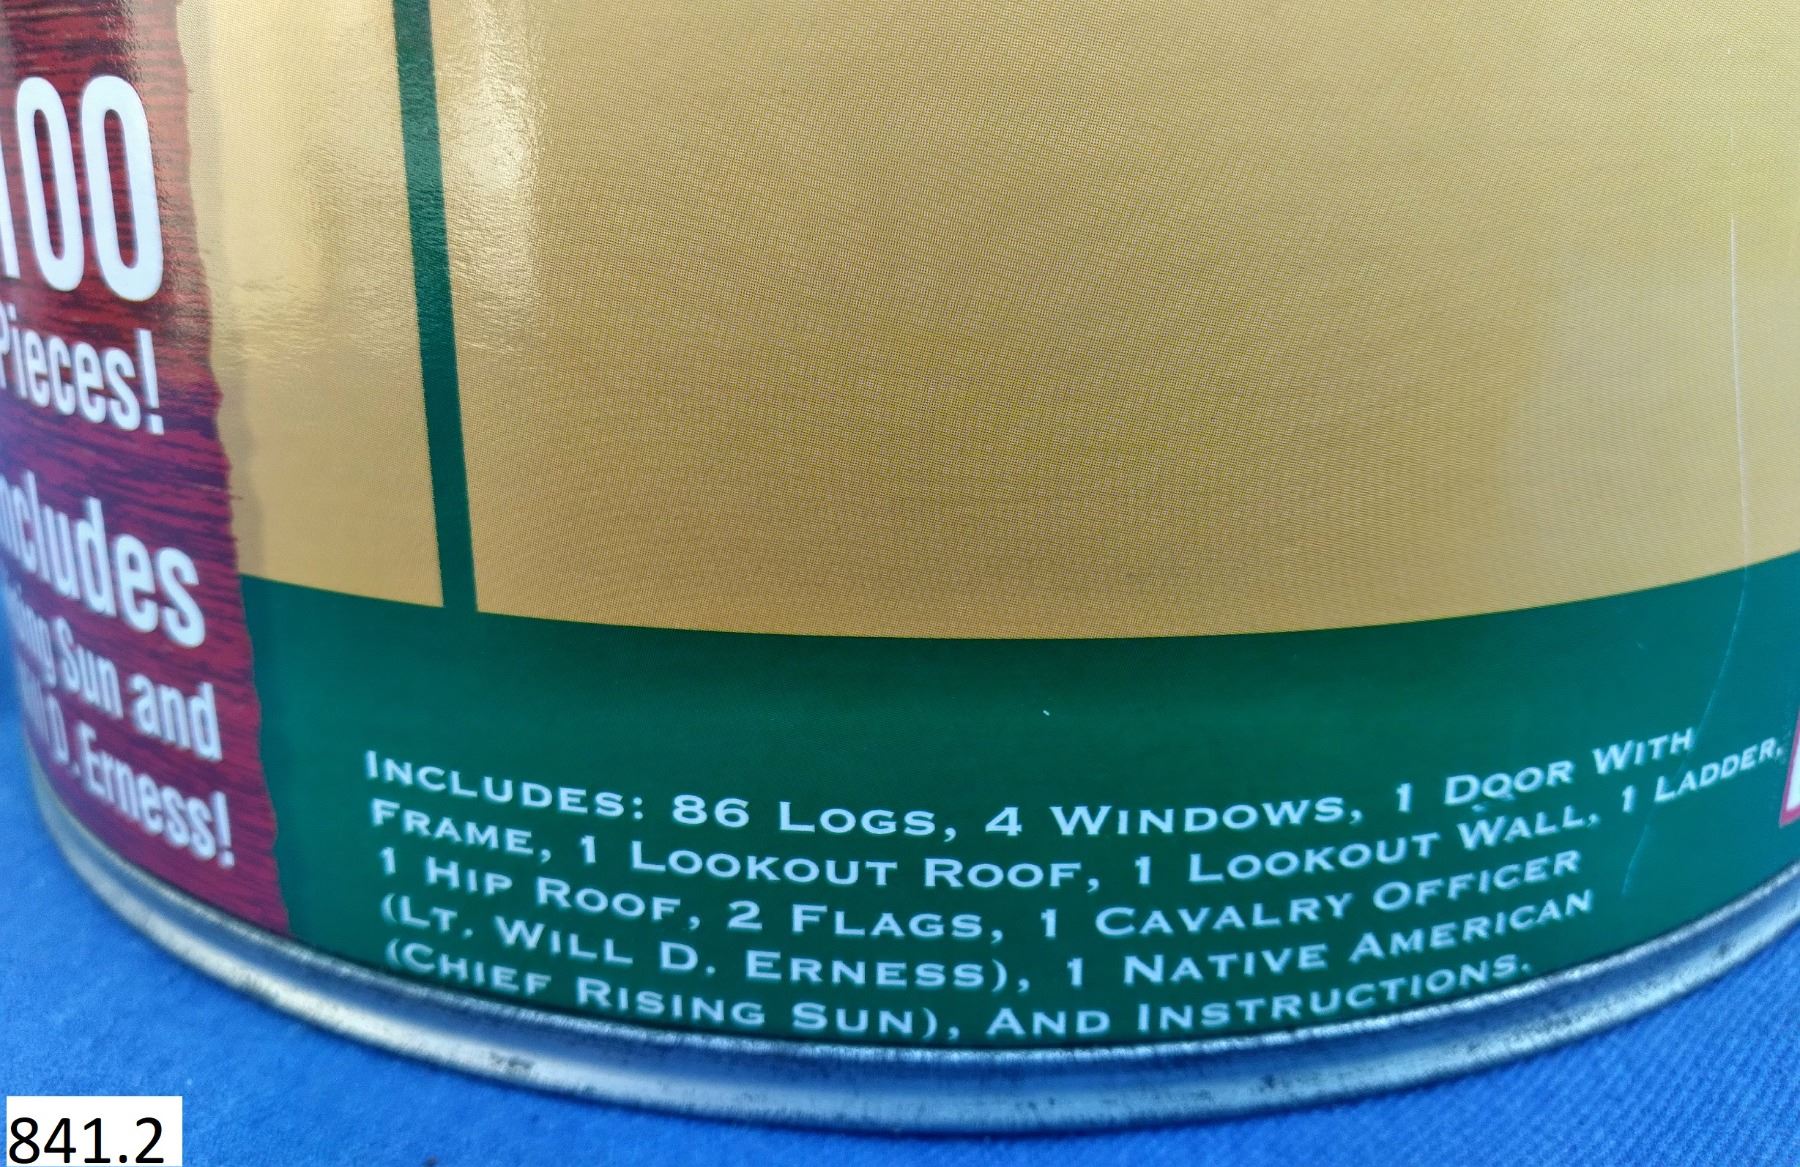 100
Pieces!
Includes
Sun and
D. Erness!
INCLUDES: 86 LOGS, 4 WINDOWS, 1 DOOR WITH
FRAME, 1 LOOKOUT ROOF, 1 LOOKOUT WALL, 1 LADDER,
1 HIP ROOF, 2 FLAGS, 1 CAVALRY OFFICER
(LT. WILL D. ERNESS), 1 NATIVE AMERICAN
(CHIEF RISING SUN), AND INSTRUCTIONS.
841.2